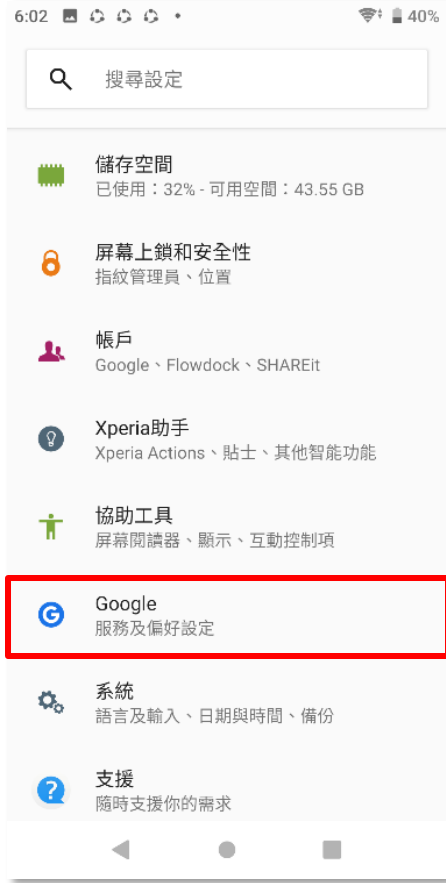 6:02 40%
搜尋設定
儲存空間
已使用：32% - 可用空間：43.55 GB
屏幕上鎖和安全性
指紋管理員、位置
帳戶
Google、Flowdock、SHAREit
Xperia助手
Xperia Actions、貼士、其他智能功能
協助工具
屏幕閱讀器、顯示、互動控制項
Google
服務及偏好設定
系統
語言及輸入、日期與時間、備份
支援
隨時支援你的需求